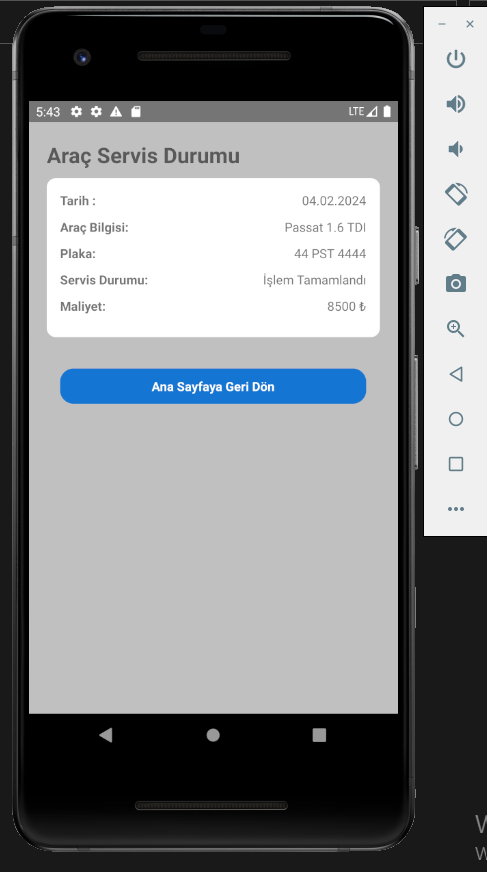 5:43 LTE
Araç Servis Durumu
Tarih : 04.02.2024
Araç Bilgisi: Passat 1.6 TDI
Plaka: 44 PST 4444
Servis Durumu: İşlem Tamamlandı
Maliyet: 8500 ₺
Ana Sayfaya Geri Dön